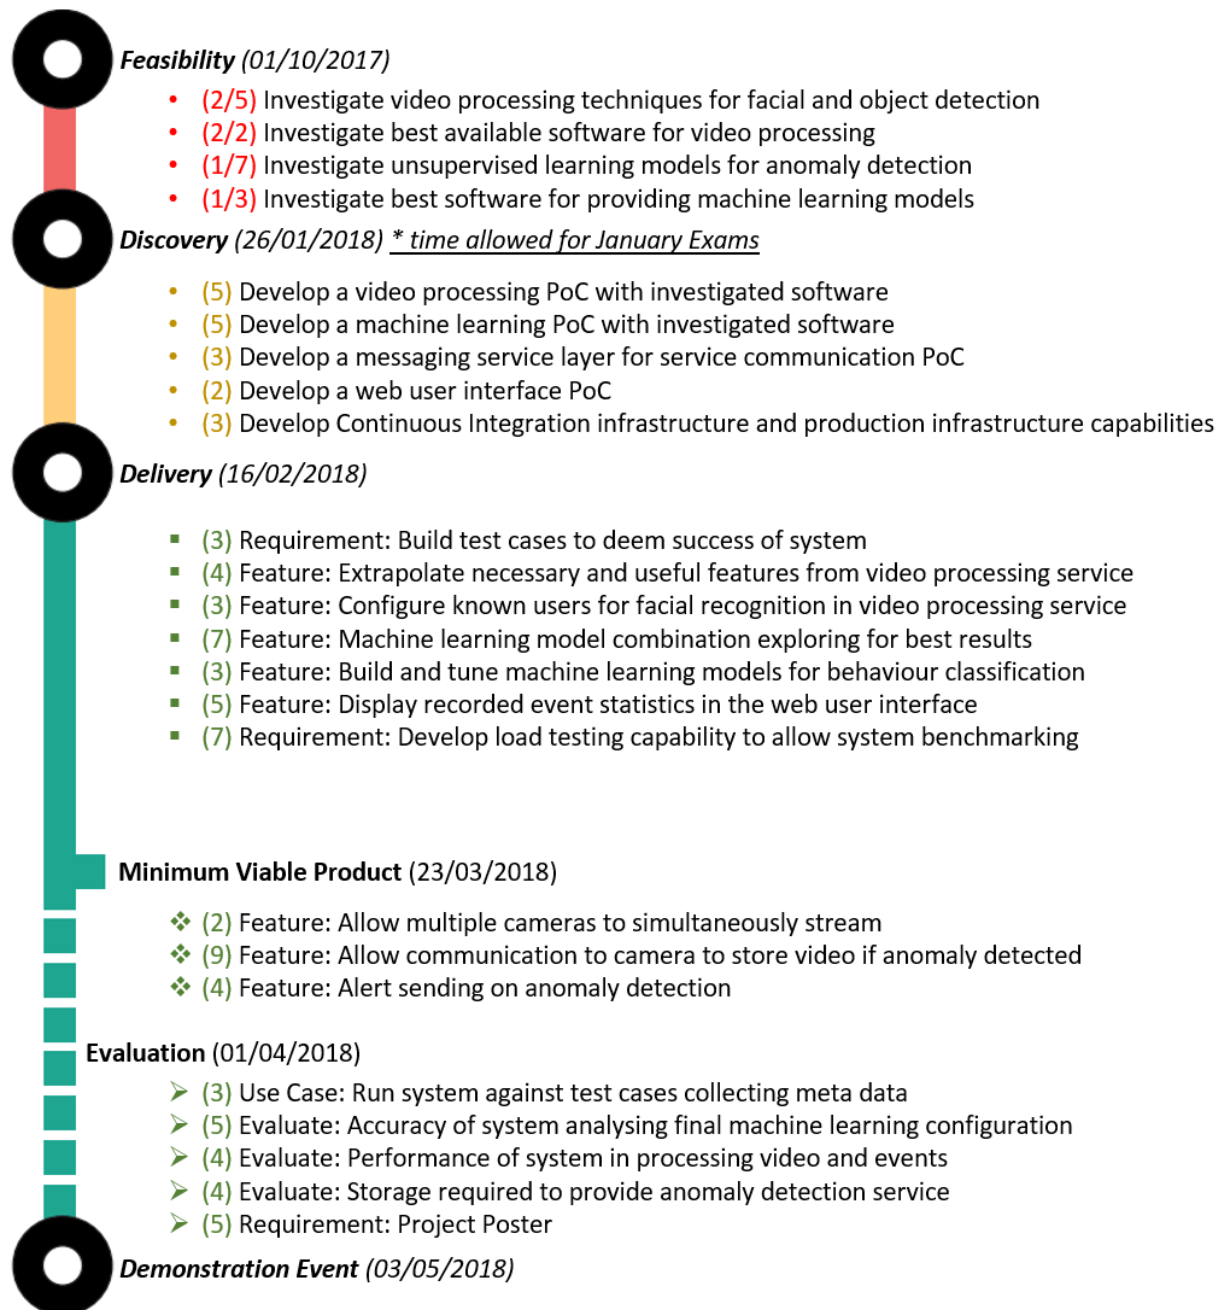 Feasibility (01/10/2017)
• (2/5) Investigate video processing techniques for facial and object detection
• (2/2) Investigate best available software for video processing
• (1/7) Investigate unsupervised learning models for anomaly detection
• (1/3) Investigate best software for providing machine learning models
Discovery (26/01/2018) * time allowed for January Exams
• (5) Develop a video processing PoC with investigated software
• (5) Develop a machine learning PoC with investigated software
• (3) Develop a messaging service layer for service communication PoC
• (2) Develop a web user interface PoC
• (3) Develop Continuous Integration infrastructure and production infrastructure capabilities
Delivery (16/02/2018)
▪ (3) Requirement: Build test cases to deem success of system
▪ (4) Feature: Extrapolate necessary and useful features from video processing service
▪ (3) Feature: Configure known users for facial recognition in video processing service
▪ (7) Feature: Machine learning model combination exploring for best results
▪ (3) Feature: Build and tune machine learning models for behaviour classification
▪ (5) Feature: Display recorded event statistics in the web user interface
▪ (7) Requirement: Develop load testing capability to allow system benchmarking
Minimum Viable Product (23/03/2018)
❖ (2) Feature: Allow multiple cameras to simultaneously stream
❖ (9) Feature: Allow communication to camera to store video if anomaly detected
❖ (4) Feature: Alert sending on anomaly detection
Evaluation (01/04/2018)
➢ (3) Use Case: Run system against test cases collecting meta data
➢ (5) Evaluate: Accuracy of system analysing final machine learning configuration
➢ (4) Evaluate: Performance of system in processing video and events
➢ (4) Evaluate: Storage required to provide anomaly detection service
➢ (5) Requirement: Project Poster
Demonstration Event (03/05/2018)